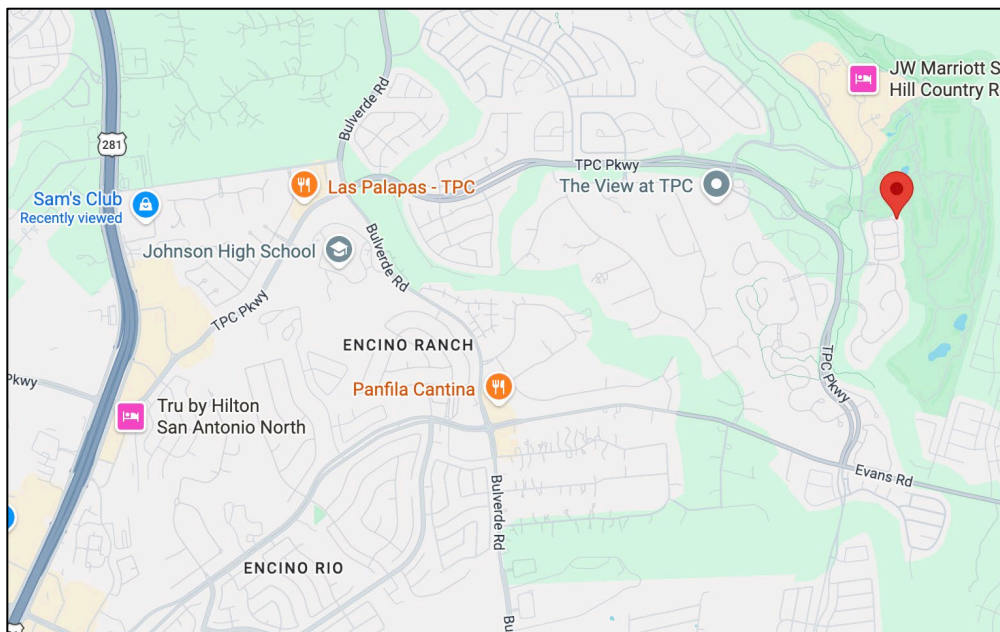 JW Marriott S
Hill Country R
Bulverde Rd
281
TPC Pkwy
Las Palapas - TPC
The View at TPC
Sam's Club
Recently viewed
Johnson High School
Bulverde Rd
TPC Pkwy
ENCINO RANCH
TPC Pkwy
Pkwy
Panfila Cantina
Tru by Hilton
San Antonio North
Evans Rd
Bulverde Rd
ENCINO RIO
Bu